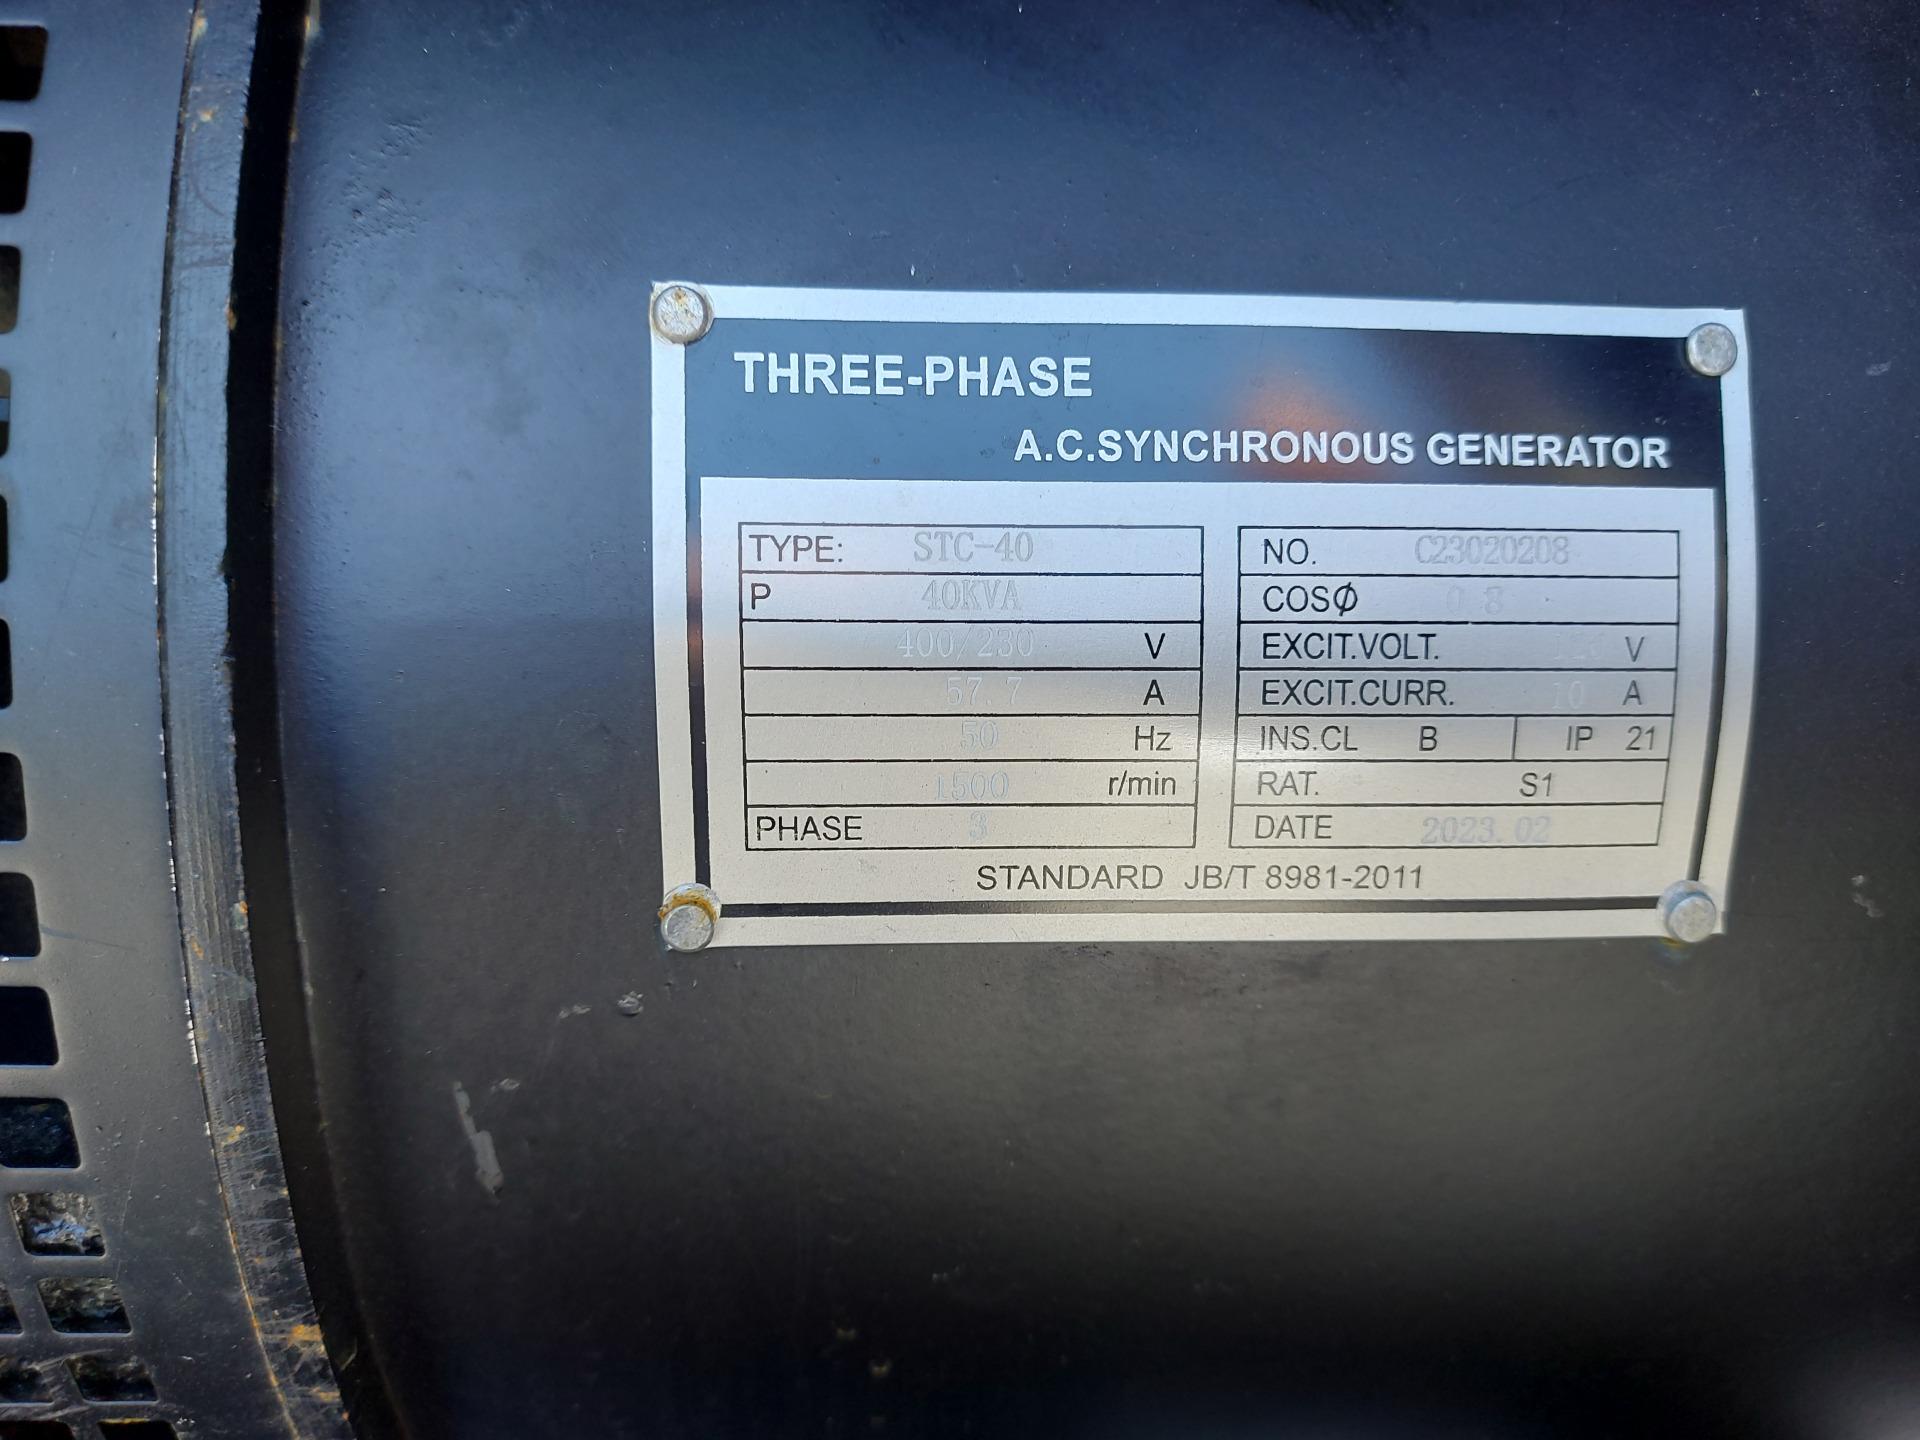 THREE-PHASE
A.C.SYNCHRONOUS GENERATOR
TYPE: STC-40
P 40KVA
400/230 V
57.7 A
50 Hz
1500 r/min
PHASE 3
NO. C23020208
COSϕ 0.8
EXCIT.VOLT. V
EXCIT.CURR. 10 A
INS.CL B IP 21
RAT. S1
DATE 2023.02
STANDARD JB/T 8981-2011